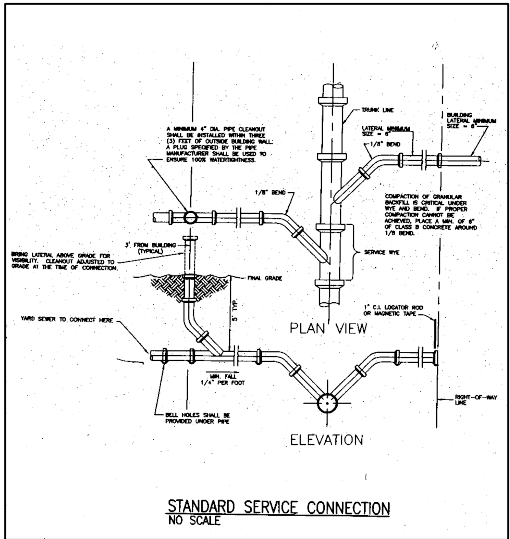 A MINIMUM 4" DIA. PIPE CLEANOUT
SHALL BE INSTALLED WITHIN THREE
(3) FEET OF OUTSIDE BUILDING WALL.
A PLUG SPECIFIED BY THE PIPE
MANUFACTURER SHALL BE USED TO
ENSURE 100% WATERTIGHTNESS.
TRUNK LINE
LATERAL MINIMUM
SIZE = 6"
BUILDING
LATERAL MINIMUM
SIZE = 6"
1/8" BEND
1/8" BEND
COMPACTION OF GRANULAR
BACKFILL IS CRITICAL UNDER
WYE AND BEND. IF PROPER
COMPACTION CANNOT BE
ACHIEVED, PLACE A MIN. OF 6"
OF CLASS B CONCRETE AROUND
1/8 BEND.
3' FROM BUILDING
(TYPICAL)
BRING LATERAL ABOVE GRADE FOR
VISIBILITY. CLEANOUT ADJUSTED TO
GRADE AT THE TIME OF CONNECTION.
FINAL GRADE
SERVICE WYE
5' TYP.
PLAN VIEW
1" C.I. LOCATOR ROD
OR MAGNETIC TAPE
YARD SEWER TO CONNECT HERE
MIN. FALL
1/4" PER FOOT
RIGHT-OF-WAY
LINE
BELL HOLES SHALL BE
PROVIDED UNDER PIPE
ELEVATION
STANDARD SERVICE CONNECTION
NO SCALE